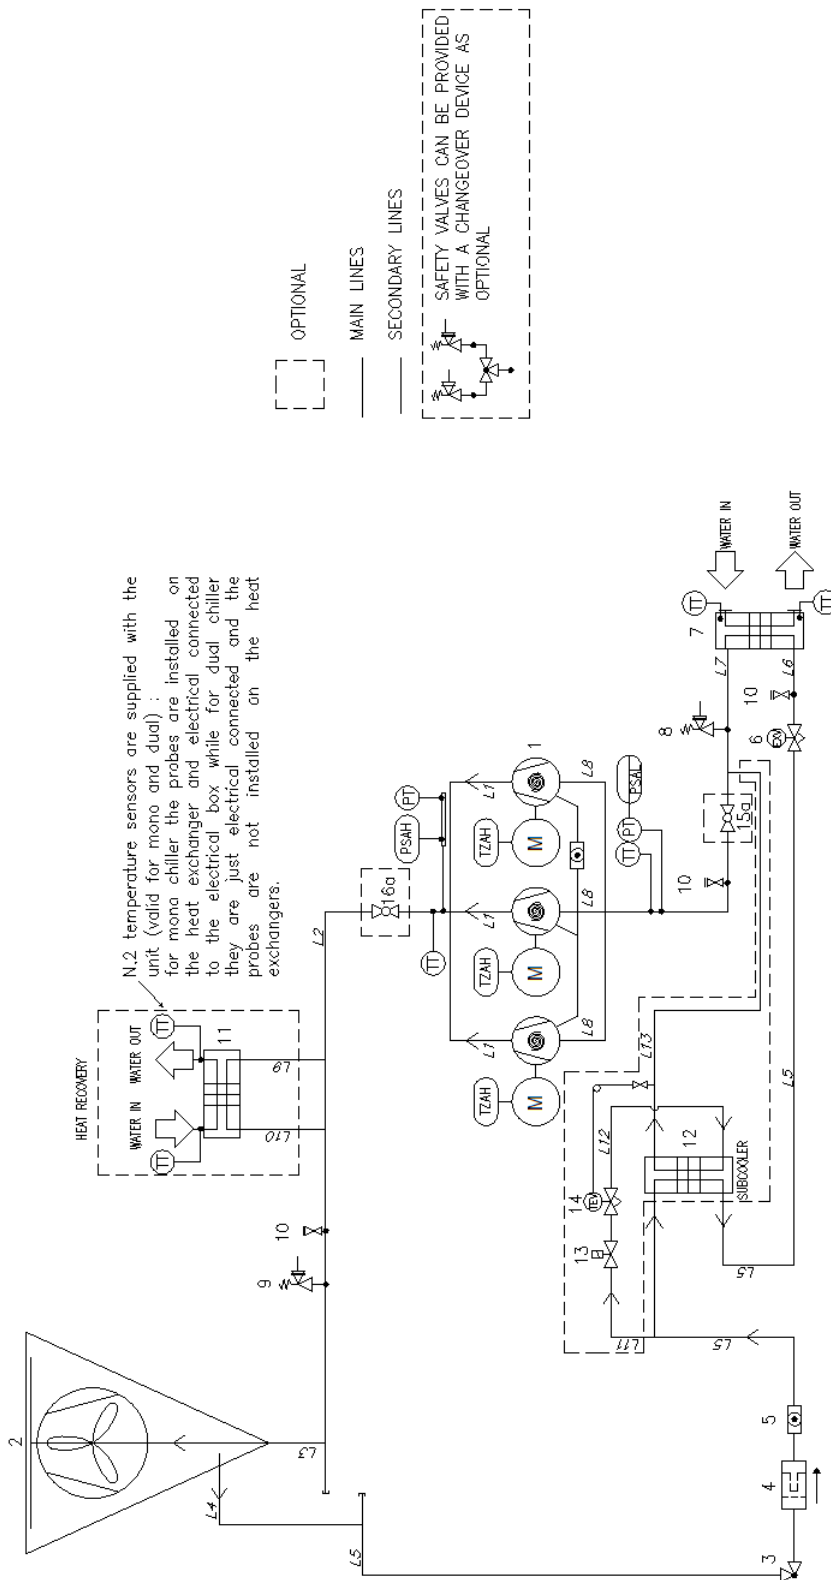 SAFETY VALVES CAN BE PROVIDED
WITH A CHANGEOVER DEVICE AS
OPTIONAL
OPTIONAL
MAIN LINES
SECONDARY LINES
N.2 temperature sensors are supplied with the
unit (valid for mono and dual) :
for mono chiller the probes are installed on
the heat exchanger and electrical connected
to the electrical box while for dual chiller
they are just electrical connected and the
probes are not installed on the heat
exchangers.
HEAT RECOVERY
WATER IN
WATER OUT
TT
TT
11
L10
L9
L2
10
9
2
L3
L4
L5
16a
TT
PSAH
PT
L1
L1
L1
TZAH
TZAH
TZAH
M
M
M
1
L8
L8
L8
TT
PT
PSAL
10
15a
8
L7
7
TT
TT
WATER IN
WATER OUT
L6
10
6
EXV
L13
L12
14
TEV
13
12
SUBCOOLER
L11
L5
L5
L5
5
4
3